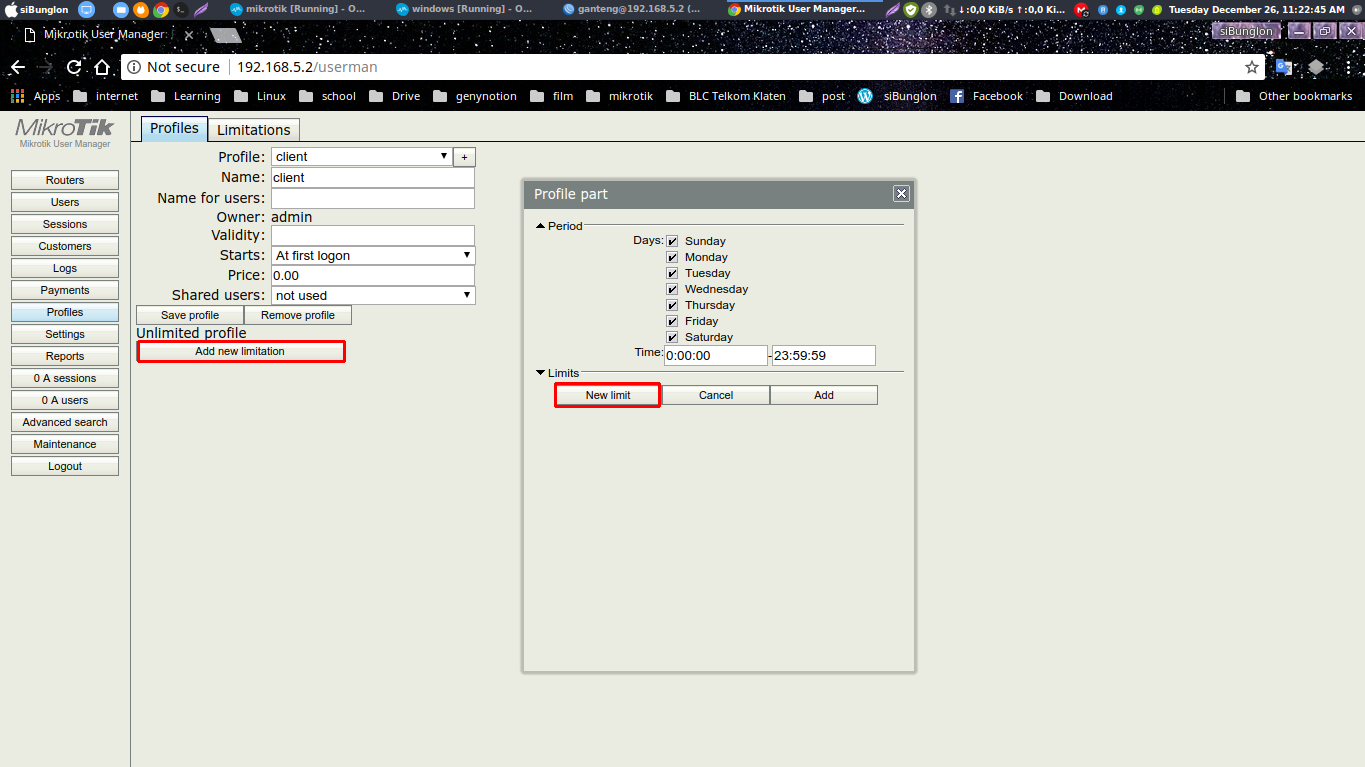 siBunglon mikrotik [Running] - O... windows [Running] - O... ganteng@192.168.5.2 (... Mikrotik User Manager... ↓:0,0 KiB/s ↑:0,0 Ki... Tuesday December 26, 11:22:45 AM
Mikrotik User Manager: siBunglon
Not secure 192.168.5.2/userman
Apps internet Learning Linux school Drive genynotion film mikrotik BLC Telkom Klaten post siBunglon Facebook Download Other bookmarks
MikroTik
Mikrotik User Manager
Routers
Users
Sessions
Customers
Logs
Payments
Profiles
Settings
Reports
0 A sessions
0 A users
Advanced search
Maintenance
Logout
Profiles Limitations
Profile: client +
Name: client
Name for users:
Owner: admin
Validity:
Starts: At first logon
Price: 0.00
Shared users: not used
Save profile Remove profile
Unlimited profile
Add new limitation
Profile part
Period
Days: Sunday
Monday
Tuesday
Wednesday
Thursday
Friday
Saturday
Time: 0:00:00 - 23:59:59
Limits
New limit Cancel Add